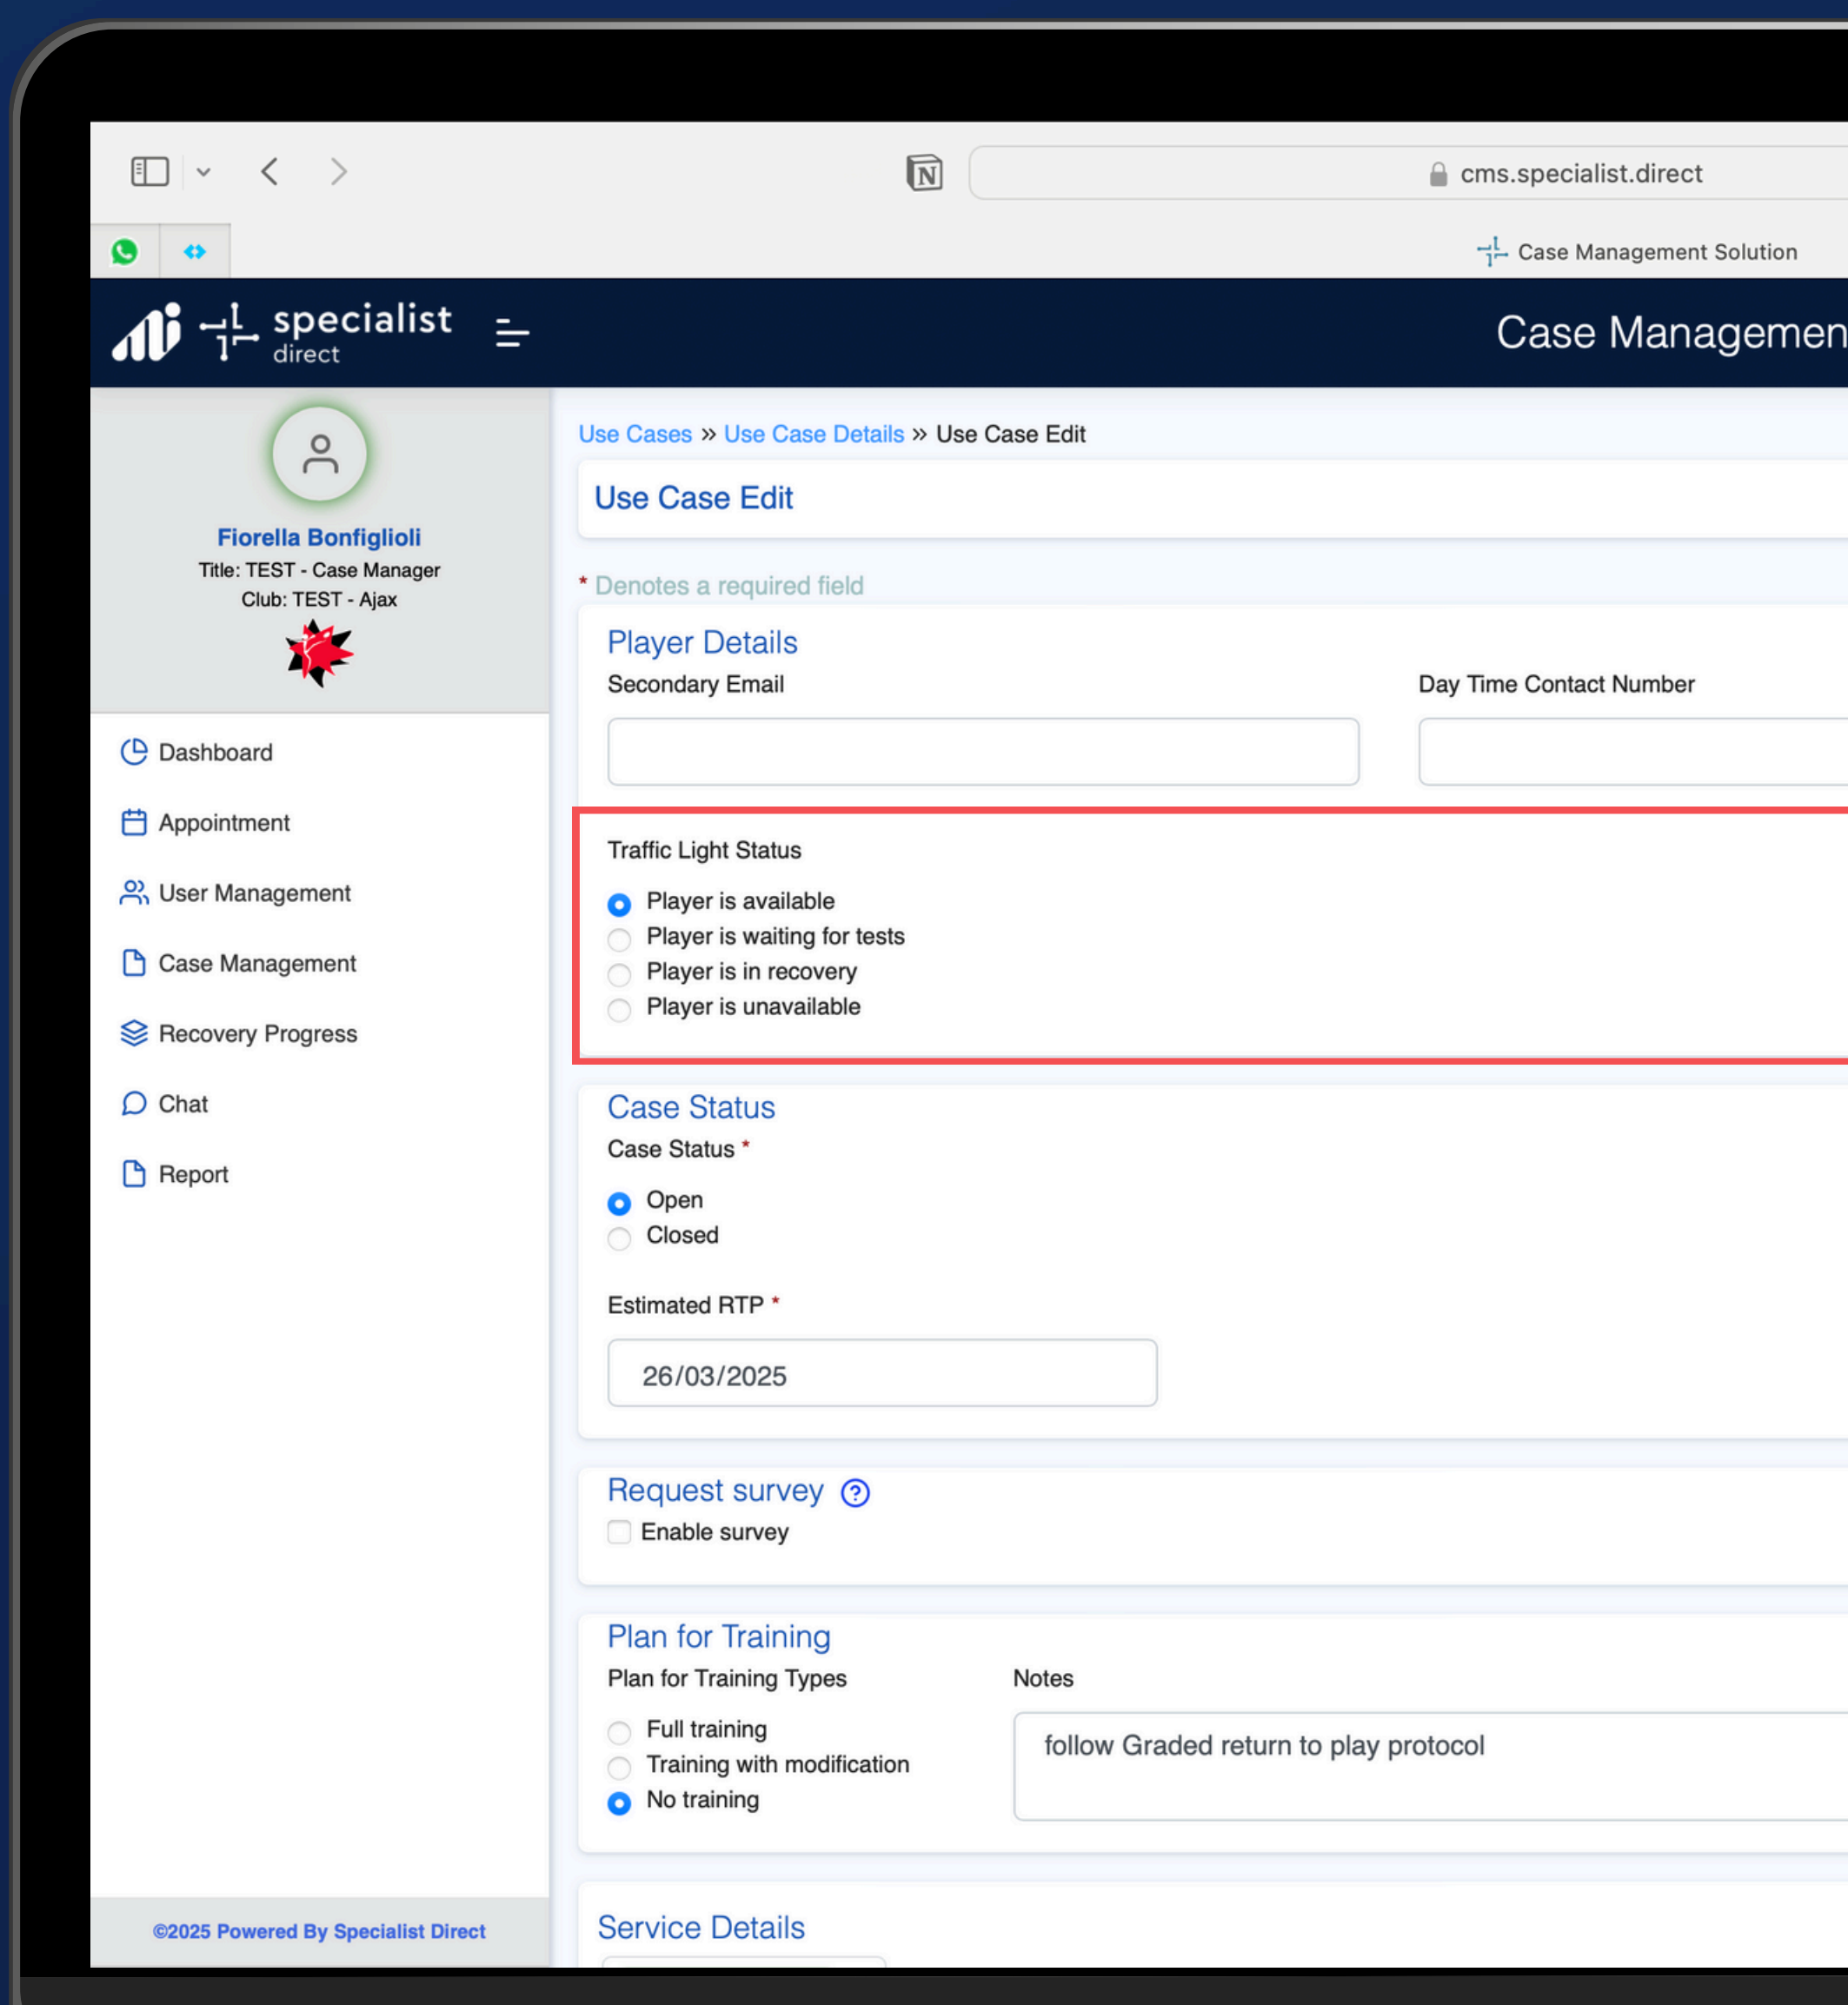 cms.specialist.direct
Case Management Solution
specialist
direct
Case Managemen
Fiorella Bonfiglioli
Title: TEST - Case Manager
Club: TEST - Ajax
Dashboard
Appointment
User Management
Case Management
Recovery Progress
Chat
Report
©2025 Powered By Specialist Direct
Use Cases » Use Case Details » Use Case Edit
Use Case Edit
* Denotes a required field
Player Details
Secondary Email
Day Time Contact Number
Traffic Light Status
Player is available
Player is waiting for tests
Player is in recovery
Player is unavailable
Case Status
Case Status *
Open
Closed
Estimated RTP *
26/03/2025
Request survey
Enable survey
Plan for Training
Plan for Training Types
Notes
Full training
Training with modification
No training
follow Graded return to play protocol
Service Details